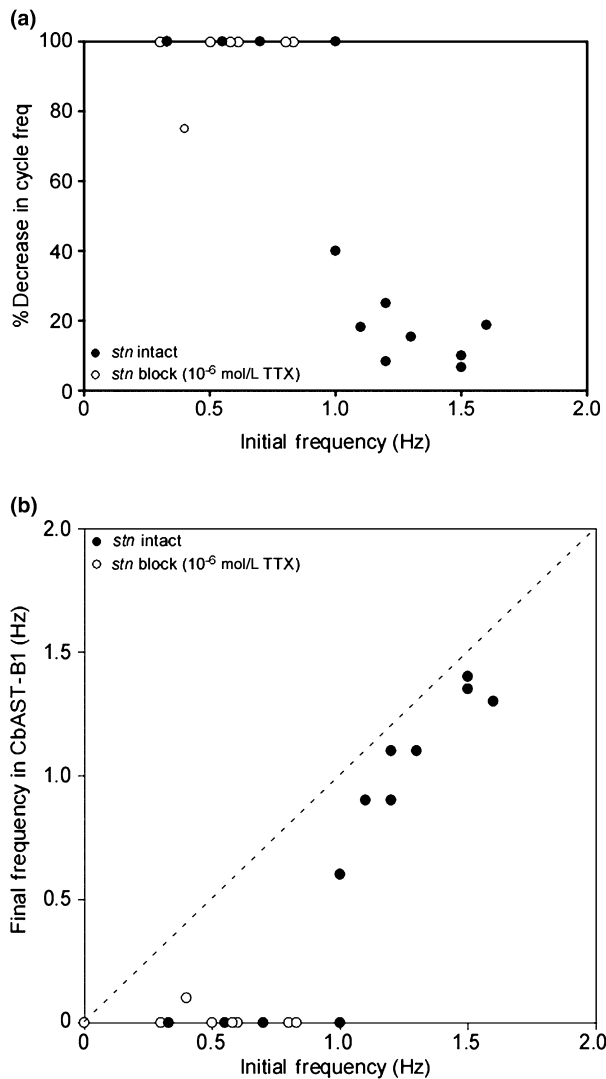 (a)
100
80
60
40
20
0
% Decrease in cycle freq
stn intact
stn block (10⁻⁶ mol/L TTX)
0
0.5
1.0
1.5
2.0
Initial frequency (Hz)
(b)
2.0
1.5
1.0
0.5
0
Final frequency in CbAST-B1 (Hz)
stn intact
stn block (10⁻⁶ mol/L TTX)
0
0.5
1.0
1.5
2.0
Initial frequency (Hz)